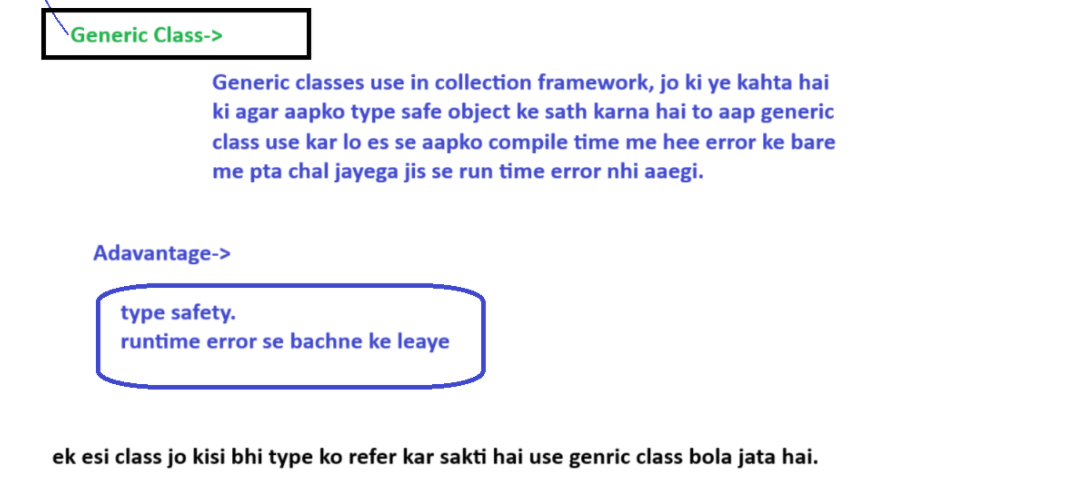 Generic Class->
Generic classes use in collection framework, jo ki ye kahta hai
ki agar aapko type safe object ke sath karna hai to aap generic
class use kar lo es se aapko compile time me hee error ke bare
me pta chal jayega jis se run time error nhi aaegi.
Adavantage->
type safety.
runtime error se bachne ke leaye
ek esi class jo kisi bhi type ko refer kar sakti hai use genric class bola jata hai.